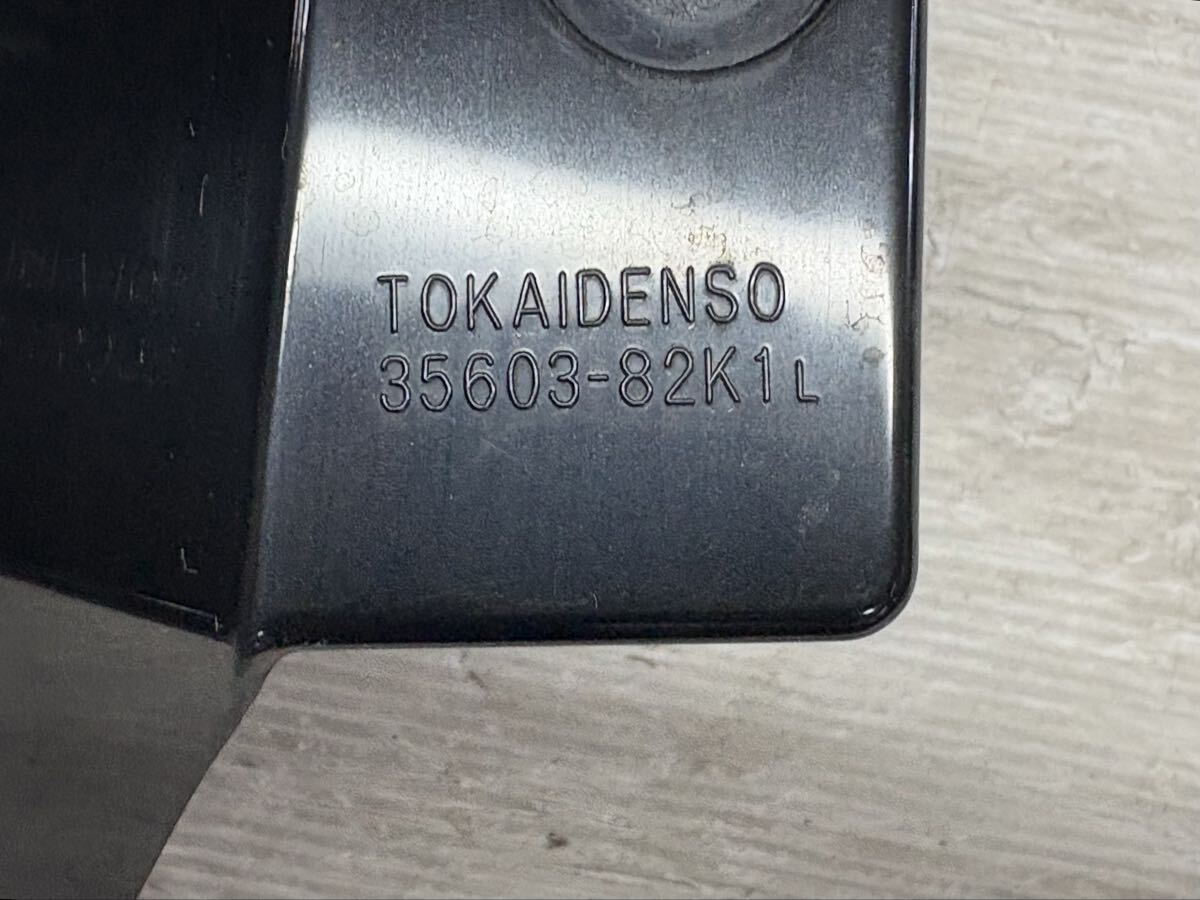 TOKAIDENSO
35603-82K1L
L